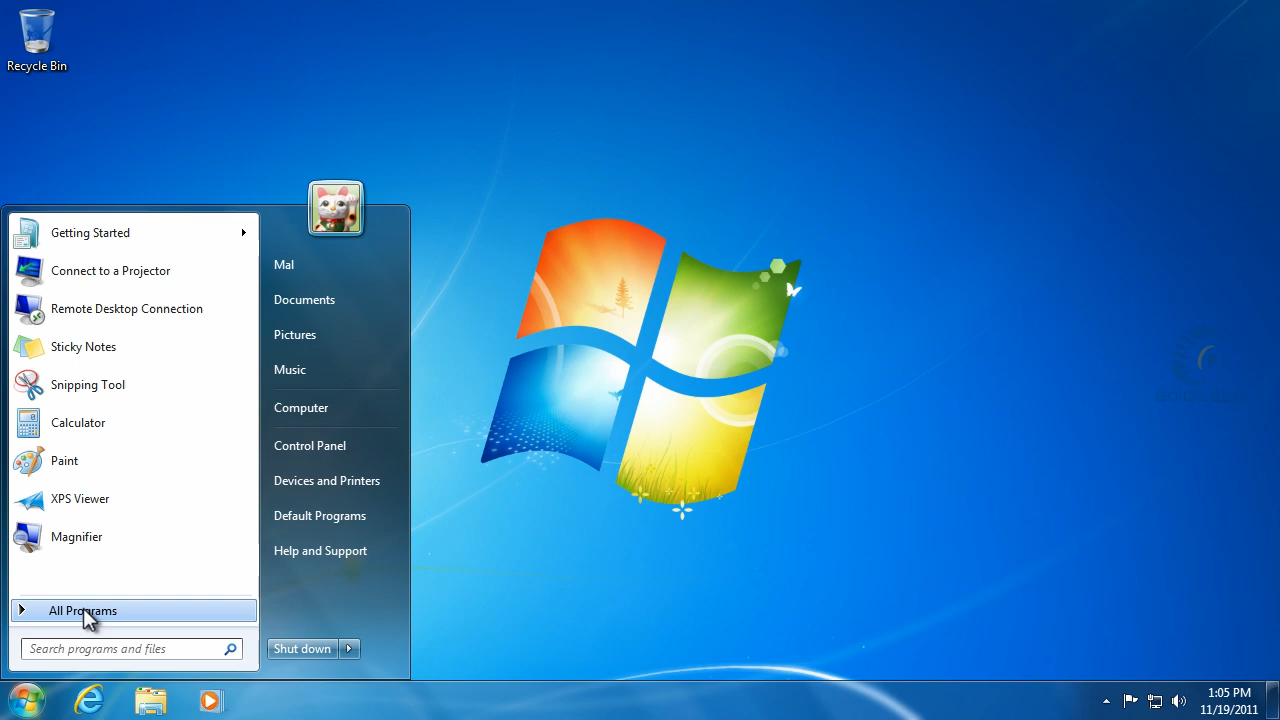 Recycle Bin
Getting Started
Connect to a Projector
Remote Desktop Connection
Sticky Notes
Snipping Tool
Calculator
Paint
XPS Viewer
Magnifier
All Programs
Search programs and files
Mal
Documents
Pictures
Music
Computer
Control Panel
Devices and Printers
Default Programs
Help and Support
Shut down
1:05 PM
11/19/2011